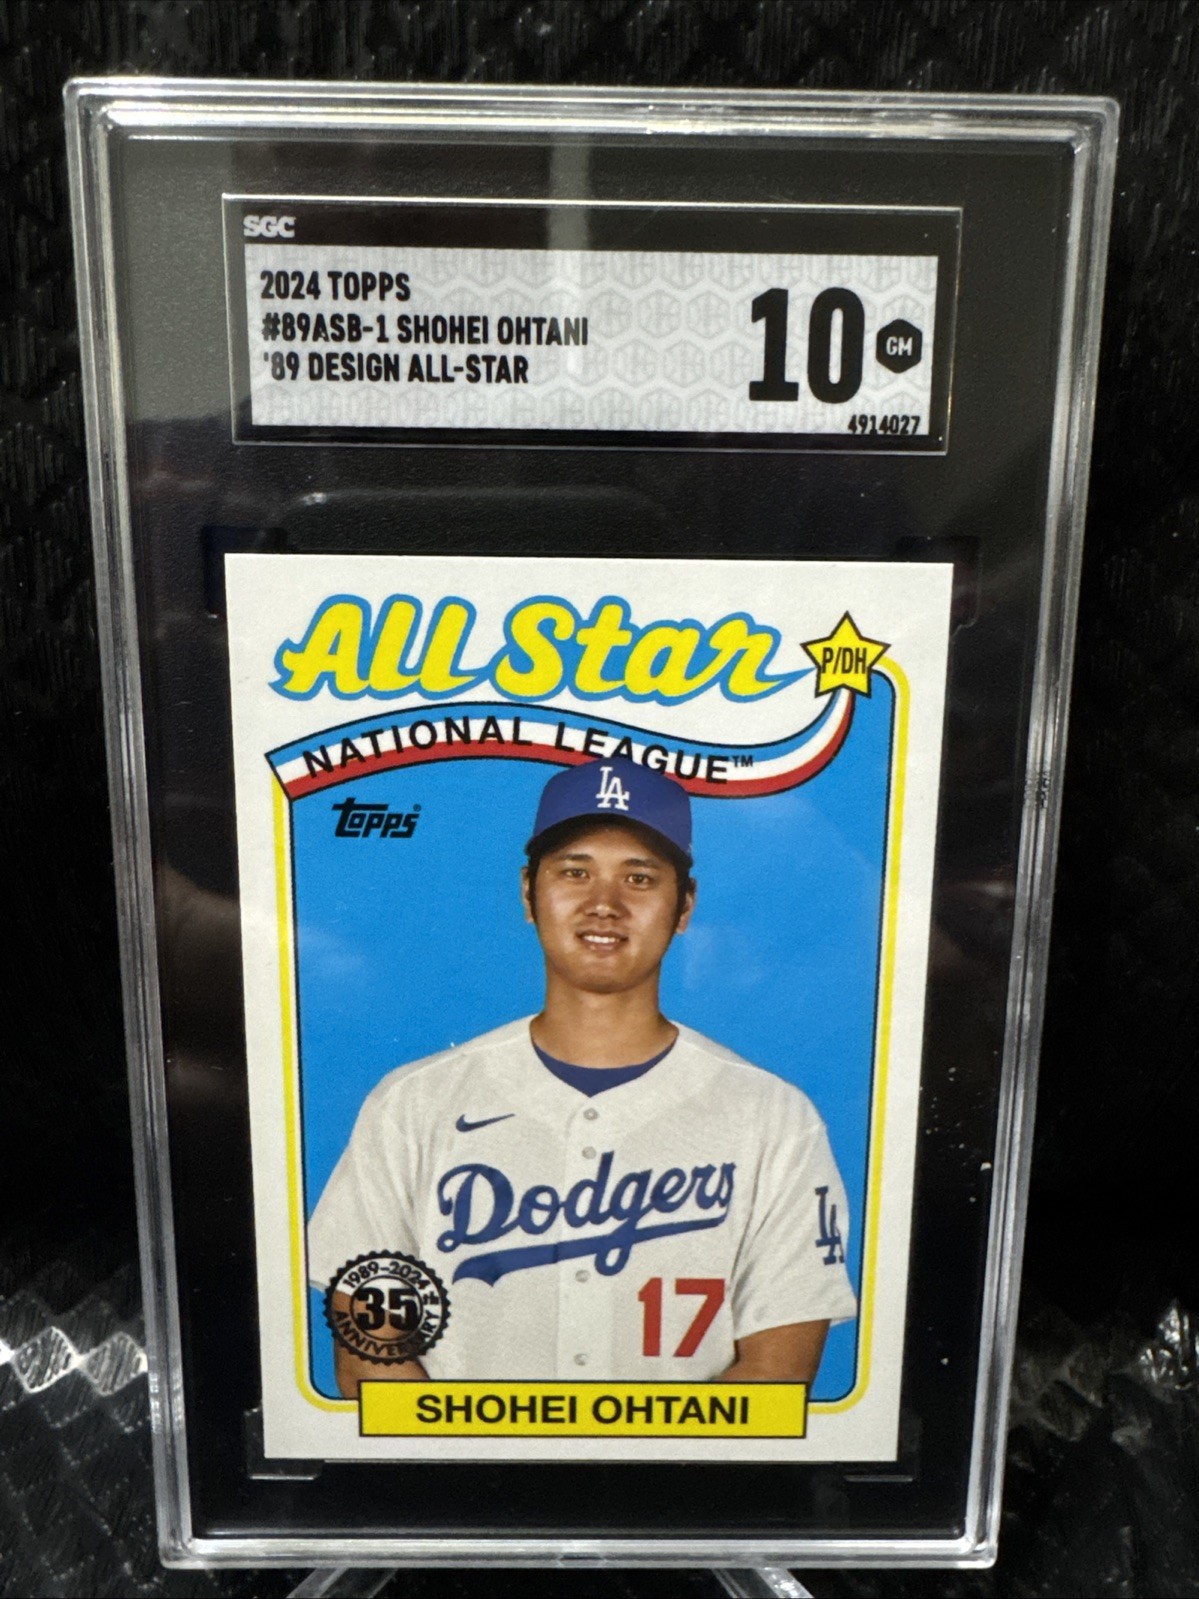 SGC
2024 TOPPS
#89ASB-1 SHOHEI OHTANI
'89 DESIGN ALL-STAR
10
GM
4914027
All Star
P/DH
NATIONAL LEAGUE™
topps®
LA
Dodgers
LA
17
1989-2024
35th
ANNIVERSARY
SHOHEI OHTANI